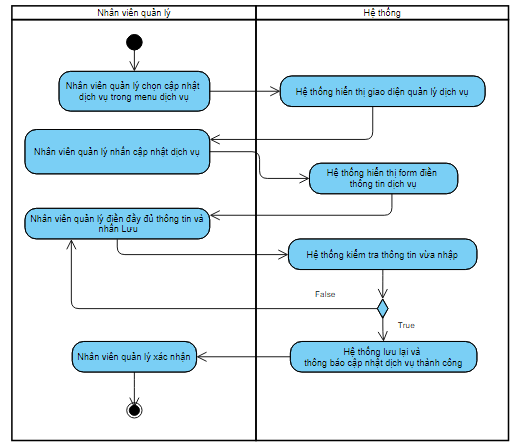 Nhân viên quản lý
Hệ thống
Nhân viên quản lý chọn cập nhật
dịch vụ trong menu dịch vụ
Hệ thống hiển thị giao diện quản lý dịch vụ
Nhân viên quản lý nhấn cập nhật dịch vụ
Hệ thống hiển thị form điền
thông tin dịch vụ
Nhân viên quản lý điền đầy đủ thông tin và
nhấn Lưu
Hệ thống kiểm tra thông tin vừa nhập
False
True
Nhân viên quản lý xác nhận
Hệ thống lưu lại và
thông báo cập nhật dịch vụ thành công